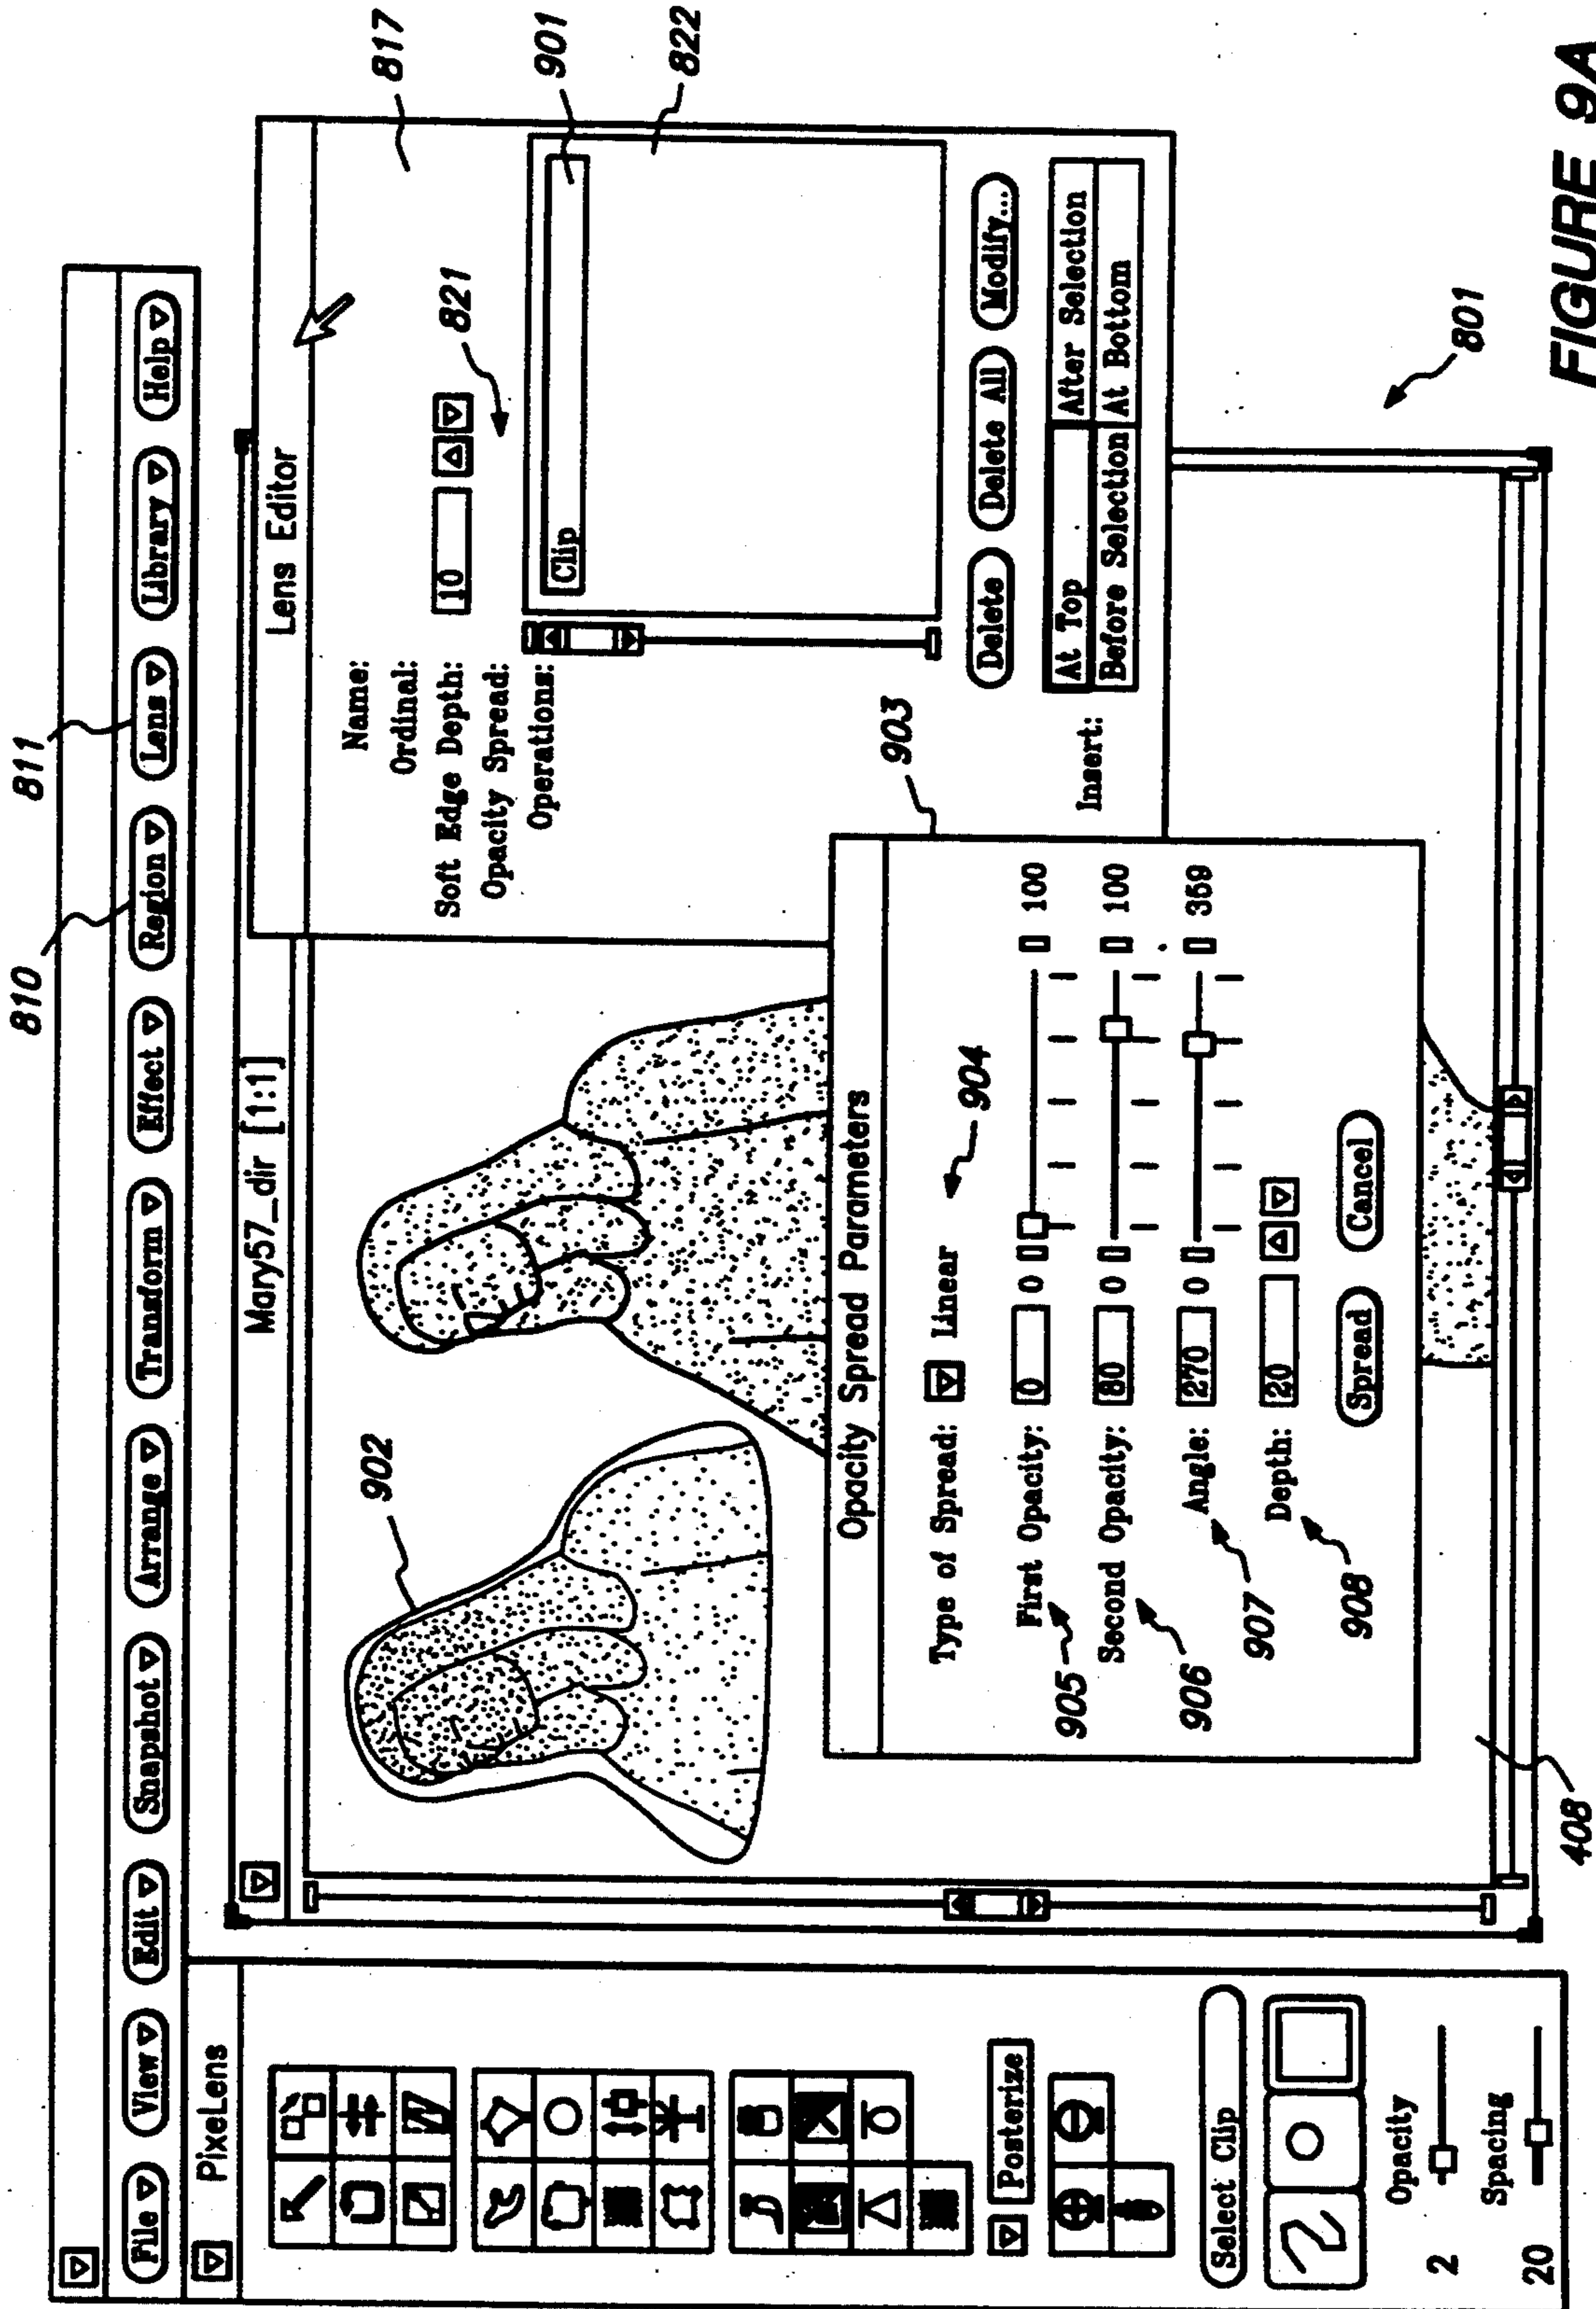 810
811
File View Edit Snapshot Arrange Transform Effect Region Lens Library Help
PixeLens
Posterize
Select Clip
Opacity
2
Spacing
20
Mary57_dir [1:1]
902
Lens Editor
817
Name:
Ordinal:
Soft Edge Depth: 10
Opacity Spread:
821
Operations:
Clip
901
822
Delete Delete All Modify...
Insert: At Top After Selection
Before Selection At Bottom
903
Opacity Spread Parameters
Type of Spread: Linear
904
905
First Opacity: 0 0 100
906
Second Opacity: 80 0 100
907
Angle: 270 0 359
908
Depth: 20
Spread Cancel
408
801
FIGURE 9A